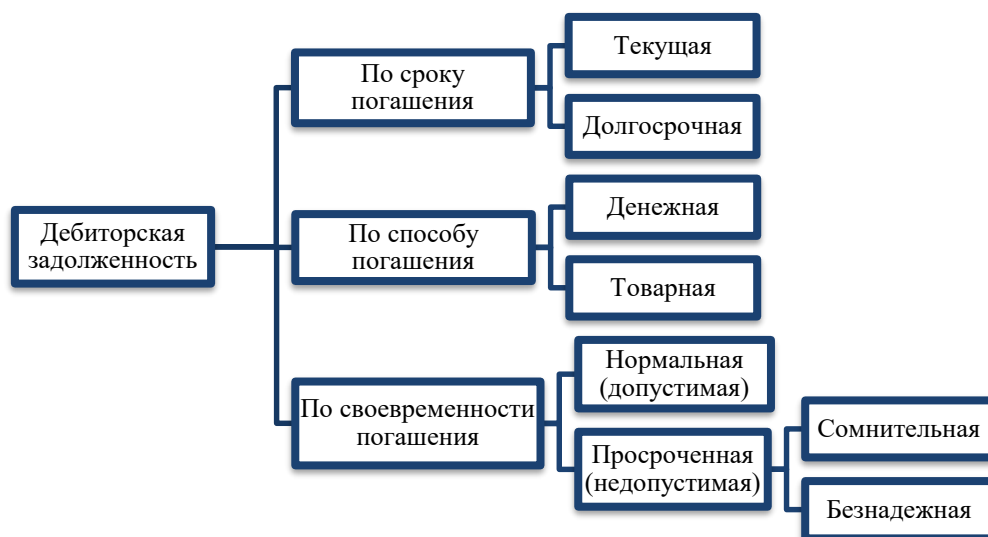 Дебиторская
задолженность
По сроку
погашения
Текущая
Долгосрочная
По способу
погашения
Денежная
Товарная
По своевременности
погашения
Нормальная
(допустимая)
Просроченная
(недопустимая)
Сомнительная
Безнадежная